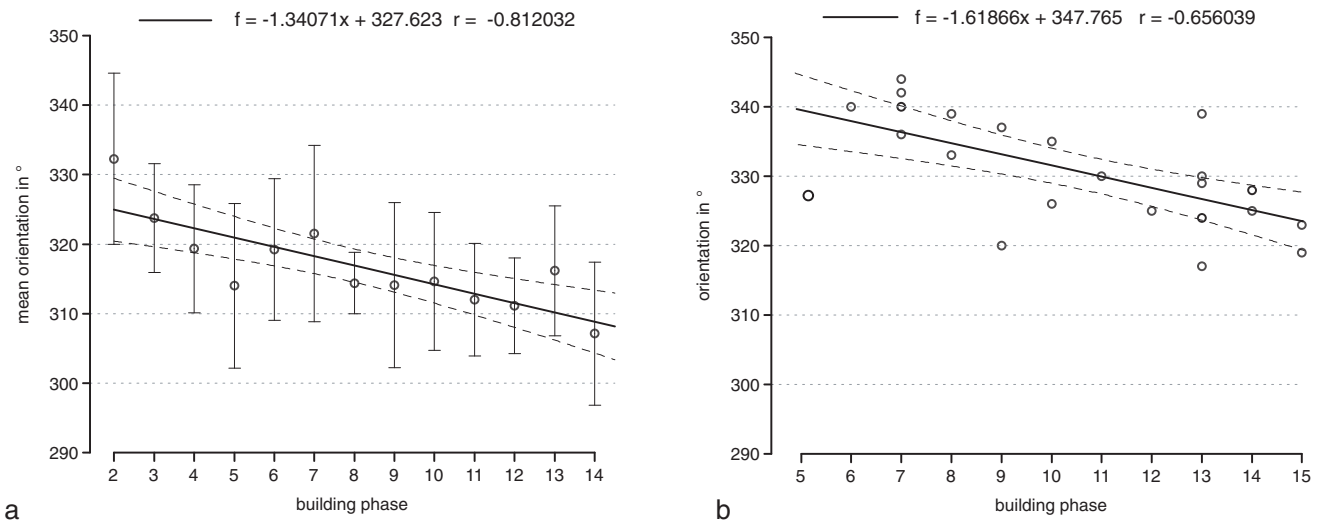 f = -1.34071x + 327.623 r = -0.812032
350
340
330
320
310
300
290
mean orientation in °
2 3 4 5 6 7 8 9 10 11 12 13 14
building phase
a
f = -1.61866x + 347.765 r = -0.656039
350
340
330
320
310
300
290
orientation in °
5 6 7 8 9 10 11 12 13 14 15
building phase
b